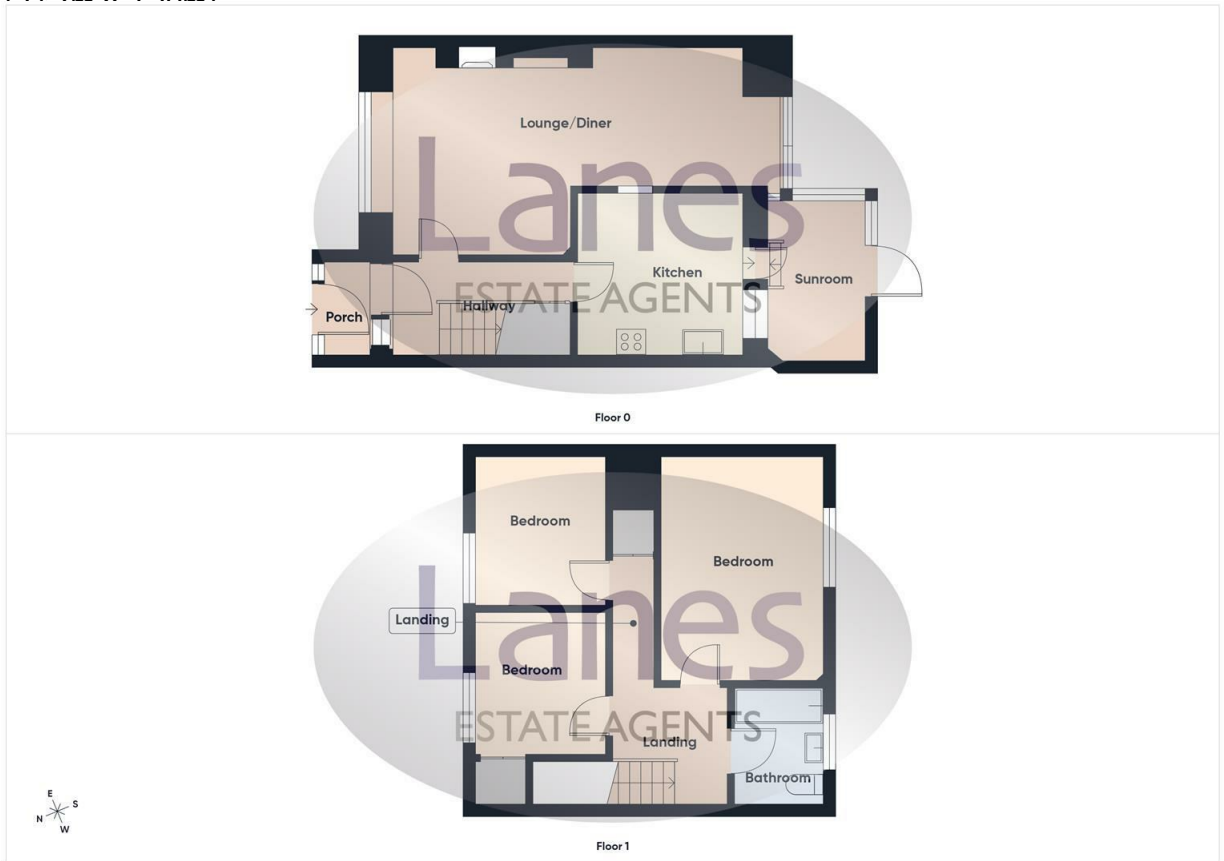 Lounge/Diner
Lanes
ESTATE AGENTS
Kitchen
Sunroom
Hallway
Porch
Floor 0
Bedroom
Bedroom
Landing
Lanes
Bedroom
ESTATE AGENTS
Landing
Bathroom
E
S
N
W
Floor 1